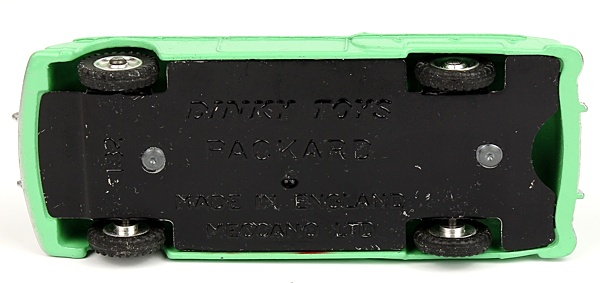 DINKY TOYS
PACKARD
132
MADE IN ENGLAND
MECCANO LTD